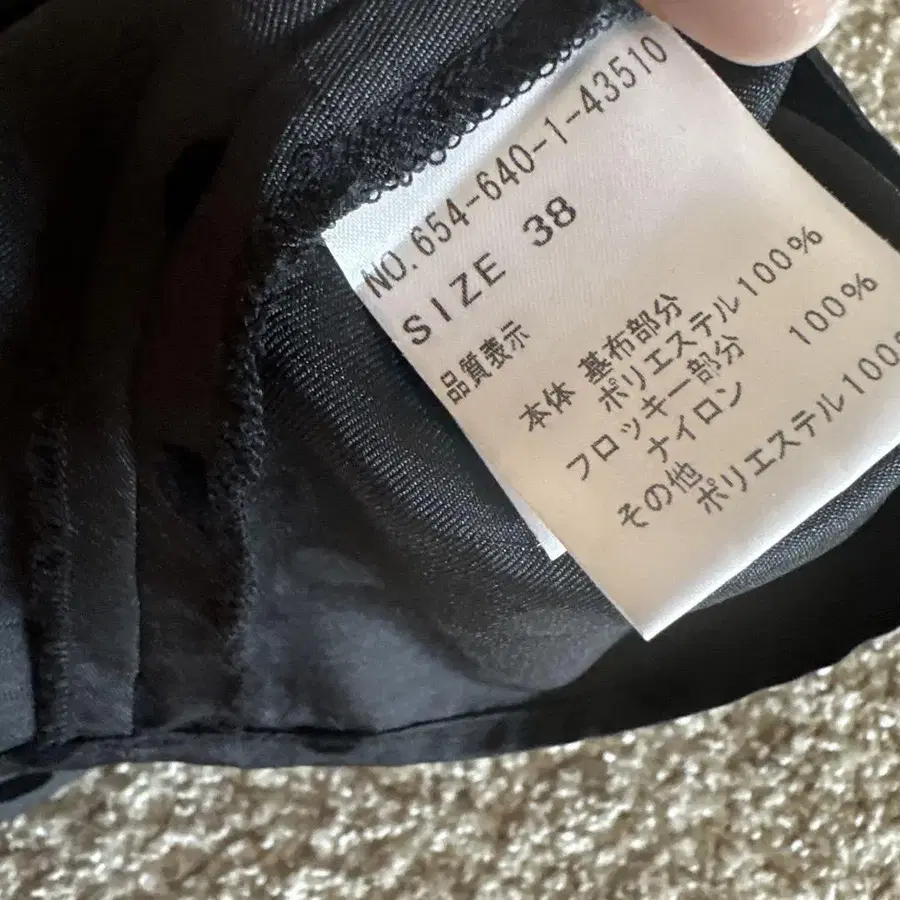 NO.654-640-1-43510
SIZE 38
品質表示
本体 基布部分
ポリエステル100%
フロッキー部分
ナイロン 100%
その他
ポリエステル100%